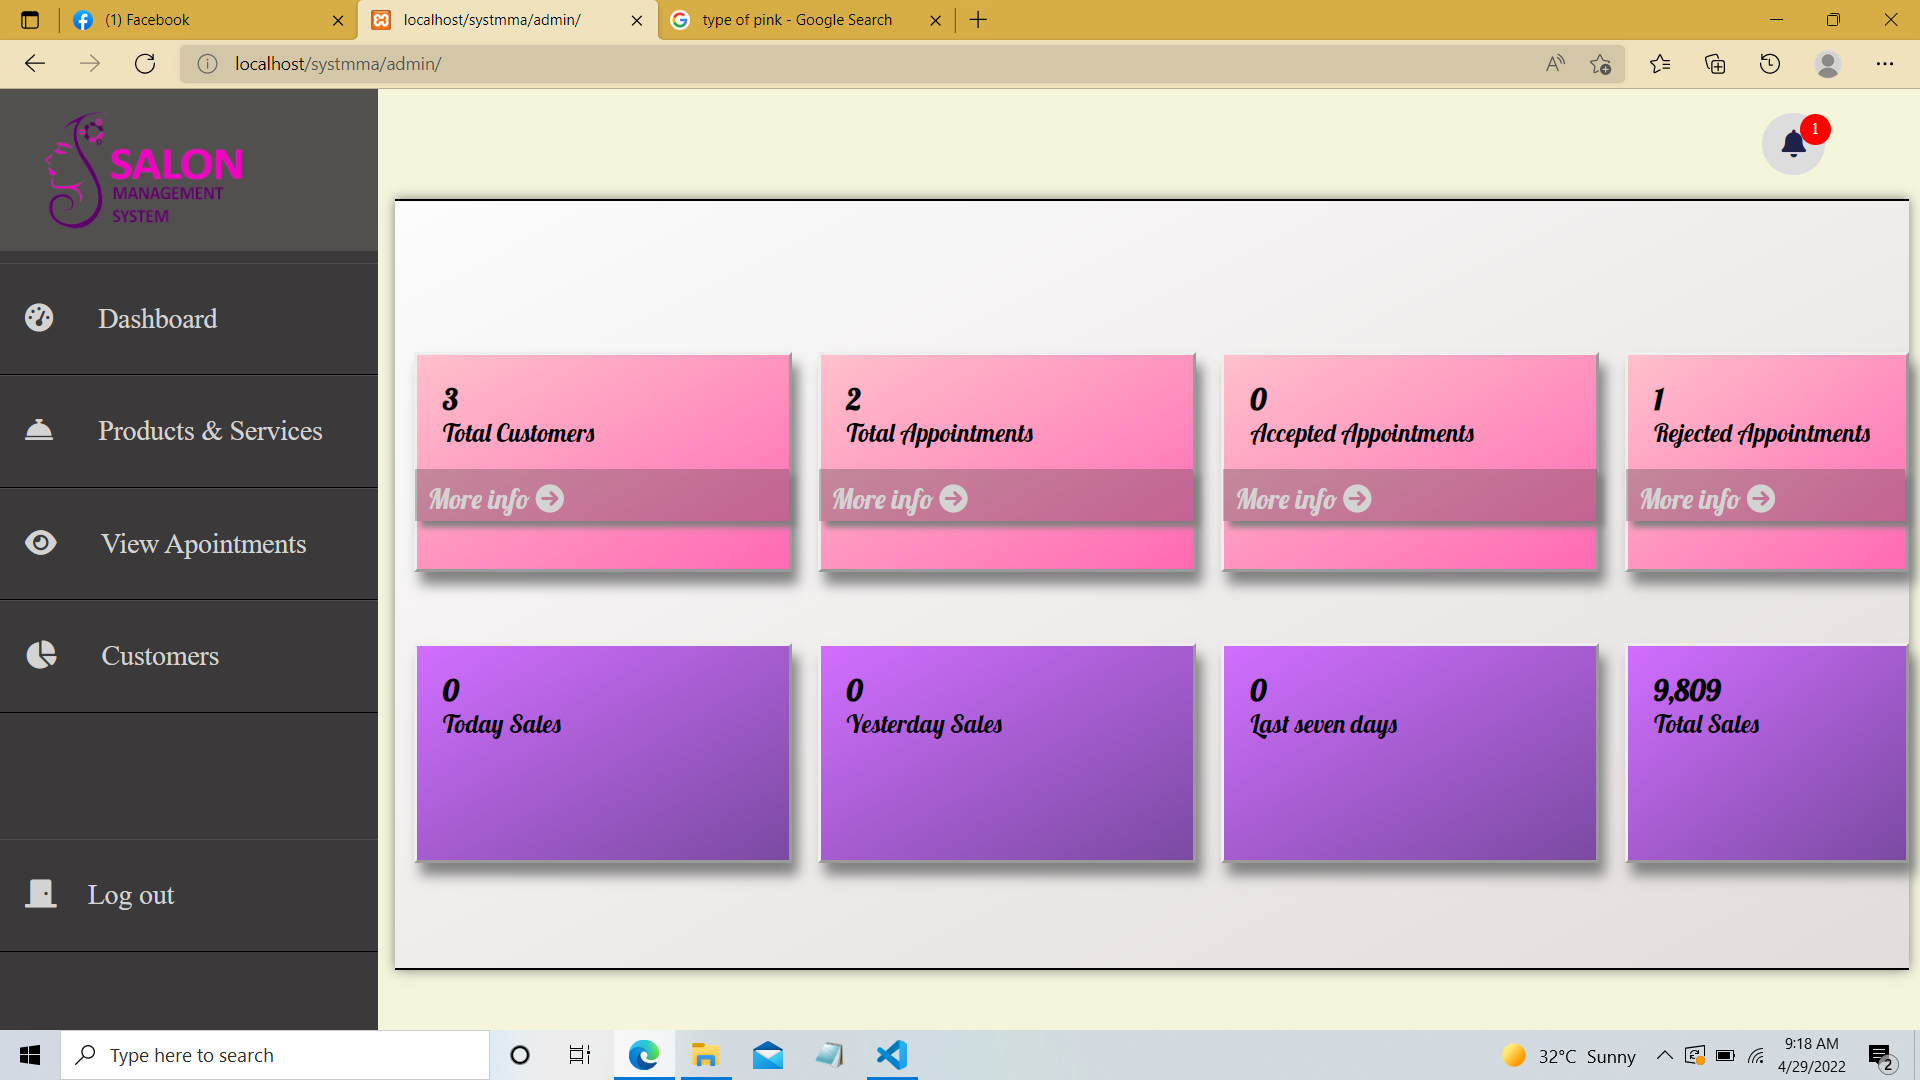 (1) Facebook
localhost/systmma/admin/
type of pink - Google Search
localhost/systmma/admin/
SALON
MANAGEMENT
SYSTEM
1
Dashboard
Products & Services
View Apointments
Customers
Log out
3
Total Customers
More info
2
Total Appointments
More info
0
Accepted Appointments
More info
1
Rejected Appointments
More info
0
Today Sales
0
Yesterday Sales
0
Last seven days
9,809
Total Sales
Type here to search
32°C Sunny
9:18 AM
4/29/2022
2